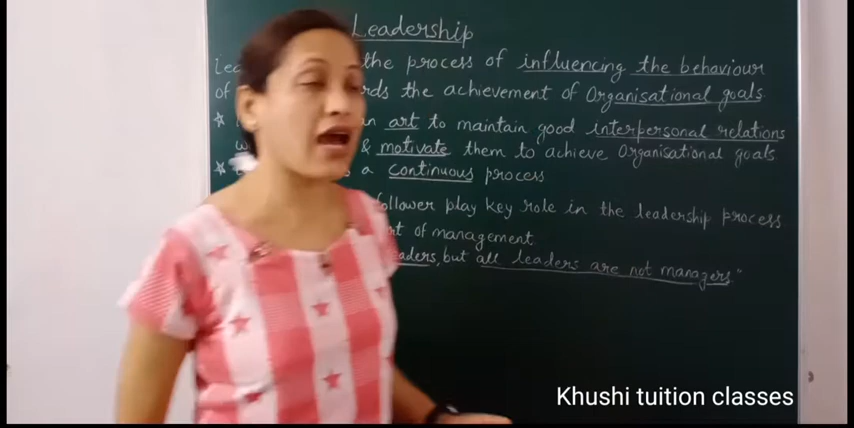 Leadership
the process of influencing the behaviour
of the achievement of Organisational goals
art to maintain good interpersonal relations
& motivate them to achieve Organisational goals
a continuous process
follower play key role in the leadership process
of management
but all leaders are not managers"
Khushi tuition classes